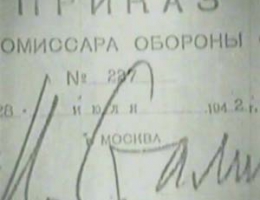 ПРИКАЗ
ОМИССАРА ОБОРОНЫ С
№ 227
28 . июля . 1942 г.
МОСКВА